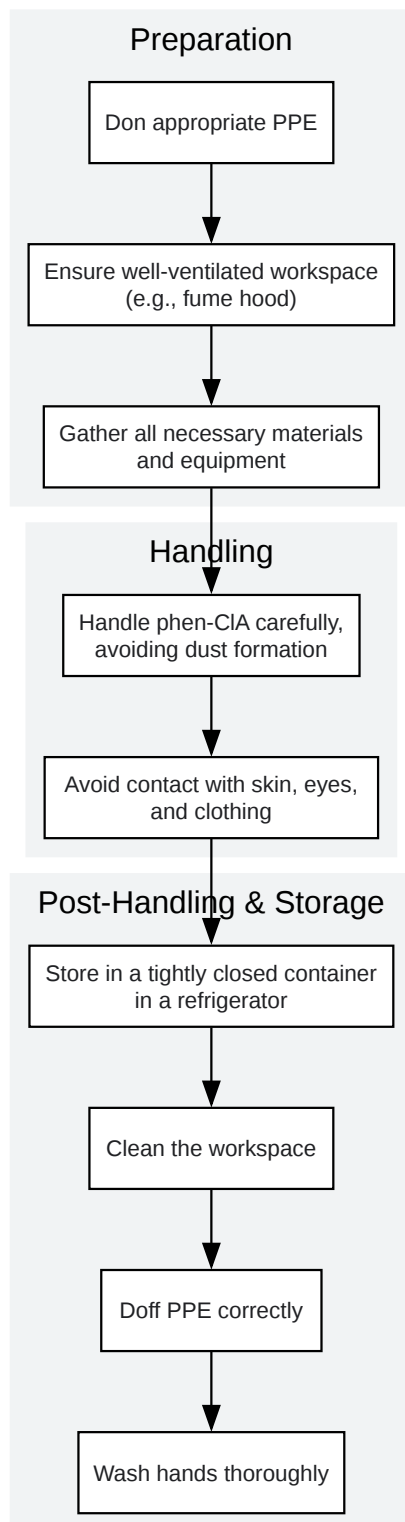 Preparation
Don appropriate PPE
Ensure well-ventilated workspace
(e.g., fume hood)
Gather all necessary materials
and equipment
Handling
Handle phen-ClA carefully,
avoiding dust formation
Avoid contact with skin, eyes,
and clothing
Post-Handling & Storage
Store in a tightly closed container
in a refrigerator
Clean the workspace
Doff PPE correctly
Wash hands thoroughly